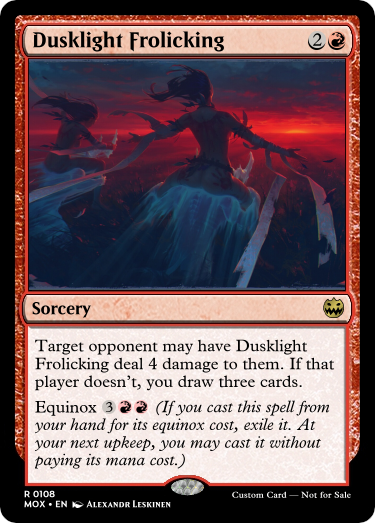 Dusklight Frolicking 2
Sorcery
Target opponent may have Dusklight
Frolicking deal 4 damage to them. If that
player doesn't, you draw three cards.
Equinox 3 (If you cast this spell from
your hand for its equinox cost, exile it. At
your next upkeep, you may cast it without
paying its mana cost.)
R 0108
MOX • EN Alexandr Leskinen
Custom Card — Not for Sale